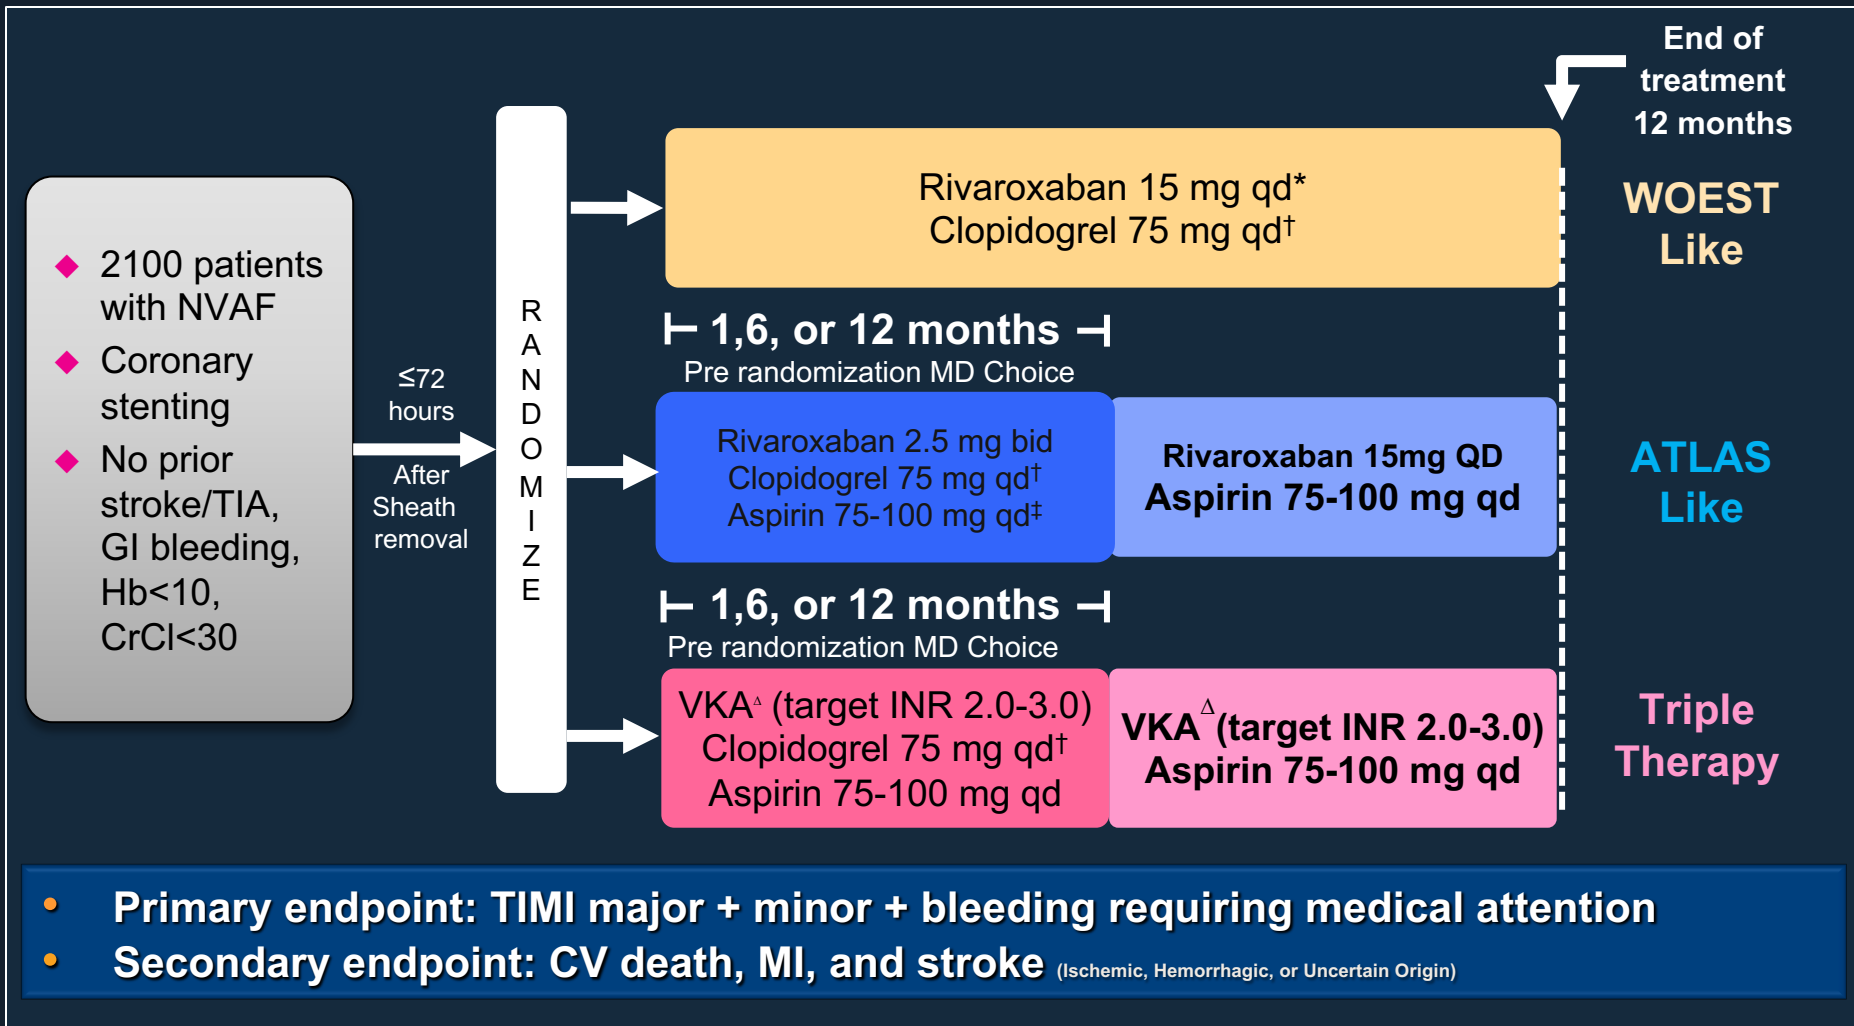 End of
treatment
12 months
◆ 2100 patients
with NVAF
◆ Coronary
stenting
◆ No prior
stroke/TIA,
GI bleeding,
Hb<10,
CrCl<30
≤72
hours
After
Sheath
removal
R
A
N
D
O
M
I
Z
E
Rivaroxaban 15 mg qd*
Clopidogrel 75 mg qd†
WOEST
Like
1,6, or 12 months
Pre randomization MD Choice
Rivaroxaban 2.5 mg bid
Clopidogrel 75 mg qd†
Aspirin 75-100 mg qd‡
Rivaroxaban 15mg QD
Aspirin 75-100 mg qd
ATLAS
Like
1,6, or 12 months
Pre randomization MD Choice
VKAΔ (target INR 2.0-3.0)
Clopidogrel 75 mg qd†
Aspirin 75-100 mg qd
VKAΔ(target INR 2.0-3.0)
Aspirin 75-100 mg qd
Triple
Therapy
• Primary endpoint: TIMI major + minor + bleeding requiring medical attention
• Secondary endpoint: CV death, MI, and stroke (Ischemic, Hemorrhagic, or Uncertain Origin)